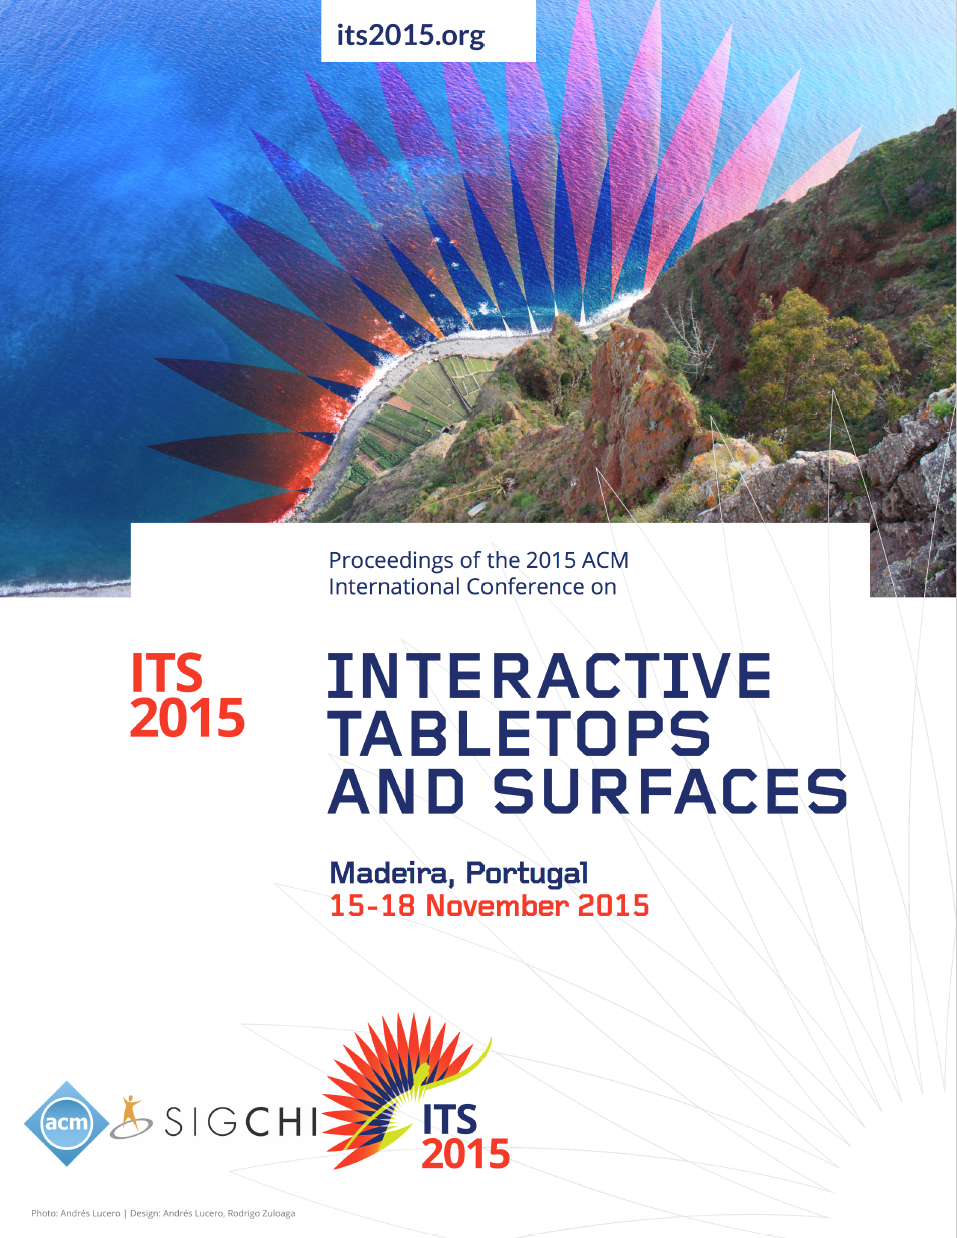 its2015.org
Proceedings of the 2015 ACM
International Conference on
ITS
2015
INTERACTIVE
TABLETOPS
AND SURFACES
Madeira, Portugal
15-18 November 2015
acm
SIGCHI
ITS
2015
Photo: Andrés Lucero | Design: Andrés Lucero, Rodrigo Zuloaga